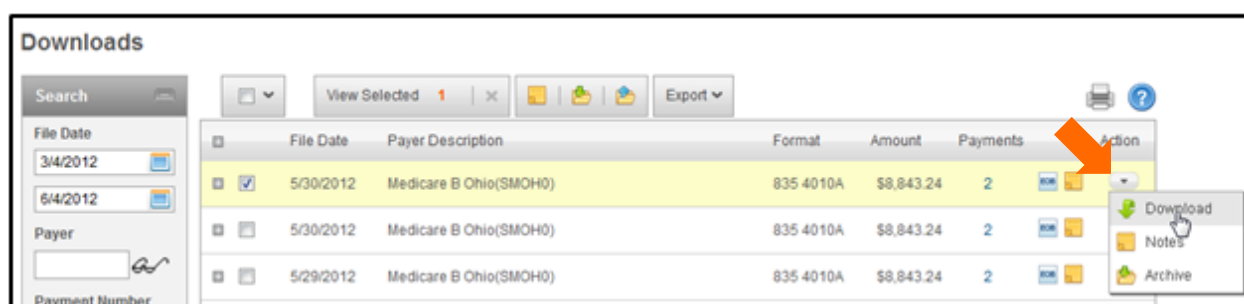 Downloads
Search
View Selected 1 Export
File Date
3/4/2012
6/4/2012
Payer
Payment Number
File Date Payer Description Format Amount Payments Action
5/30/2012 Medicare B Ohio(SMOH0) 835 4010A $8,843.24 2 EOB
5/30/2012 Medicare B Ohio(SMOH0) 835 4010A $8,843.24 2 EOB
5/29/2012 Medicare B Ohio(SMOH0) 835 4010A $8,843.24 2 EOB
Download
Notes
Archive